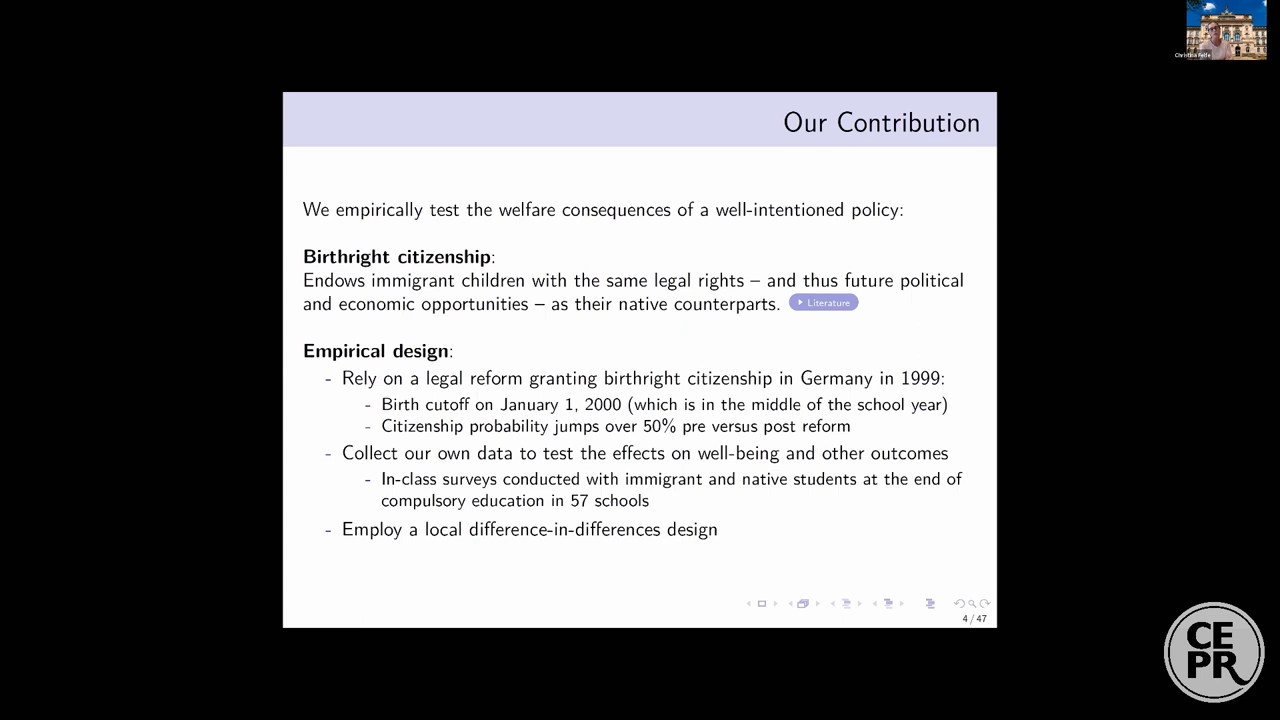 Christina Felfe
Our Contribution
We empirically test the welfare consequences of a well-intentioned policy:
Birthright citizenship:
Endows immigrant children with the same legal rights – and thus future political
and economic opportunities – as their native counterparts. Literature
Empirical design:
- Rely on a legal reform granting birthright citizenship in Germany in 1999:
- Birth cutoff on January 1, 2000 (which is in the middle of the school year)
- Citizenship probability jumps over 50% pre versus post reform
- Collect our own data to test the effects on well-being and other outcomes
- In-class surveys conducted with immigrant and native students at the end of
compulsory education in 57 schools
- Employ a local difference-in-differences design
4 / 47
CE
PR